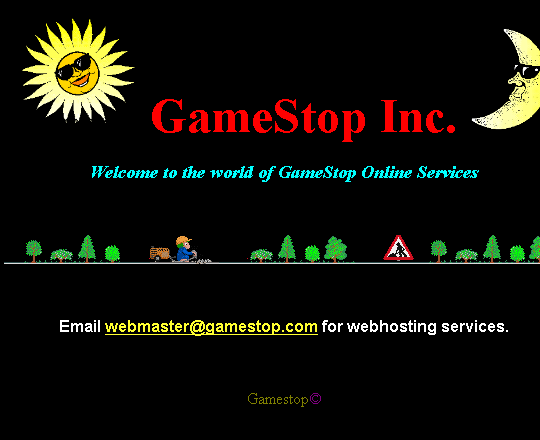 GameStop Inc.
Welcome to the world of GameStop Online Services
Email webmaster@gamestop.com for webhosting services.
Gamestop©